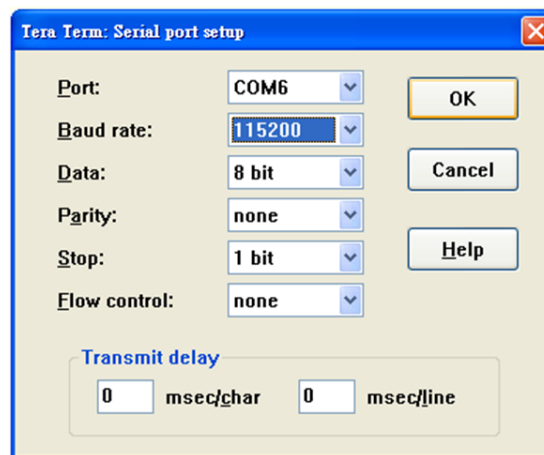 Tera Term: Serial port setup
Port: COM6 OK
Baud rate: 115200
Data: 8 bit Cancel
Parity: none
Stop: 1 bit Help
Flow control: none
Transmit delay
0 msec/char 0 msec/line